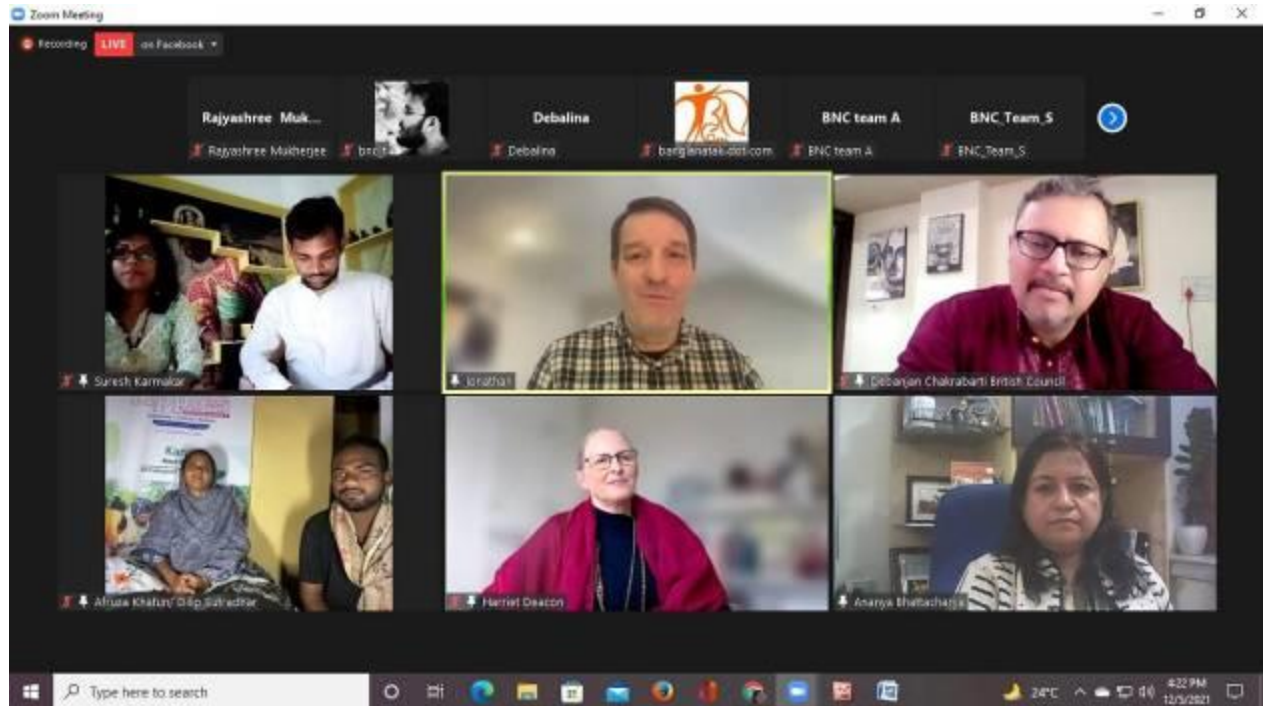 Zoom Meeting
Recording LIVE on Facebook
Rajyashree Muk... Debalina BNC team A BNC_Team_S
Rajyashree Mukherjee Debalina banglanatak dot com BNC team A BNC_Team_S
Suresh Karmakar Jonathan Debanjan Chakrabarti British Council
Afruza Khatun/ Dilip Sutradhar Harriet Deacon Ananya Bhattacharya
Type here to search 24°C 4:22 PM
12/5/2021